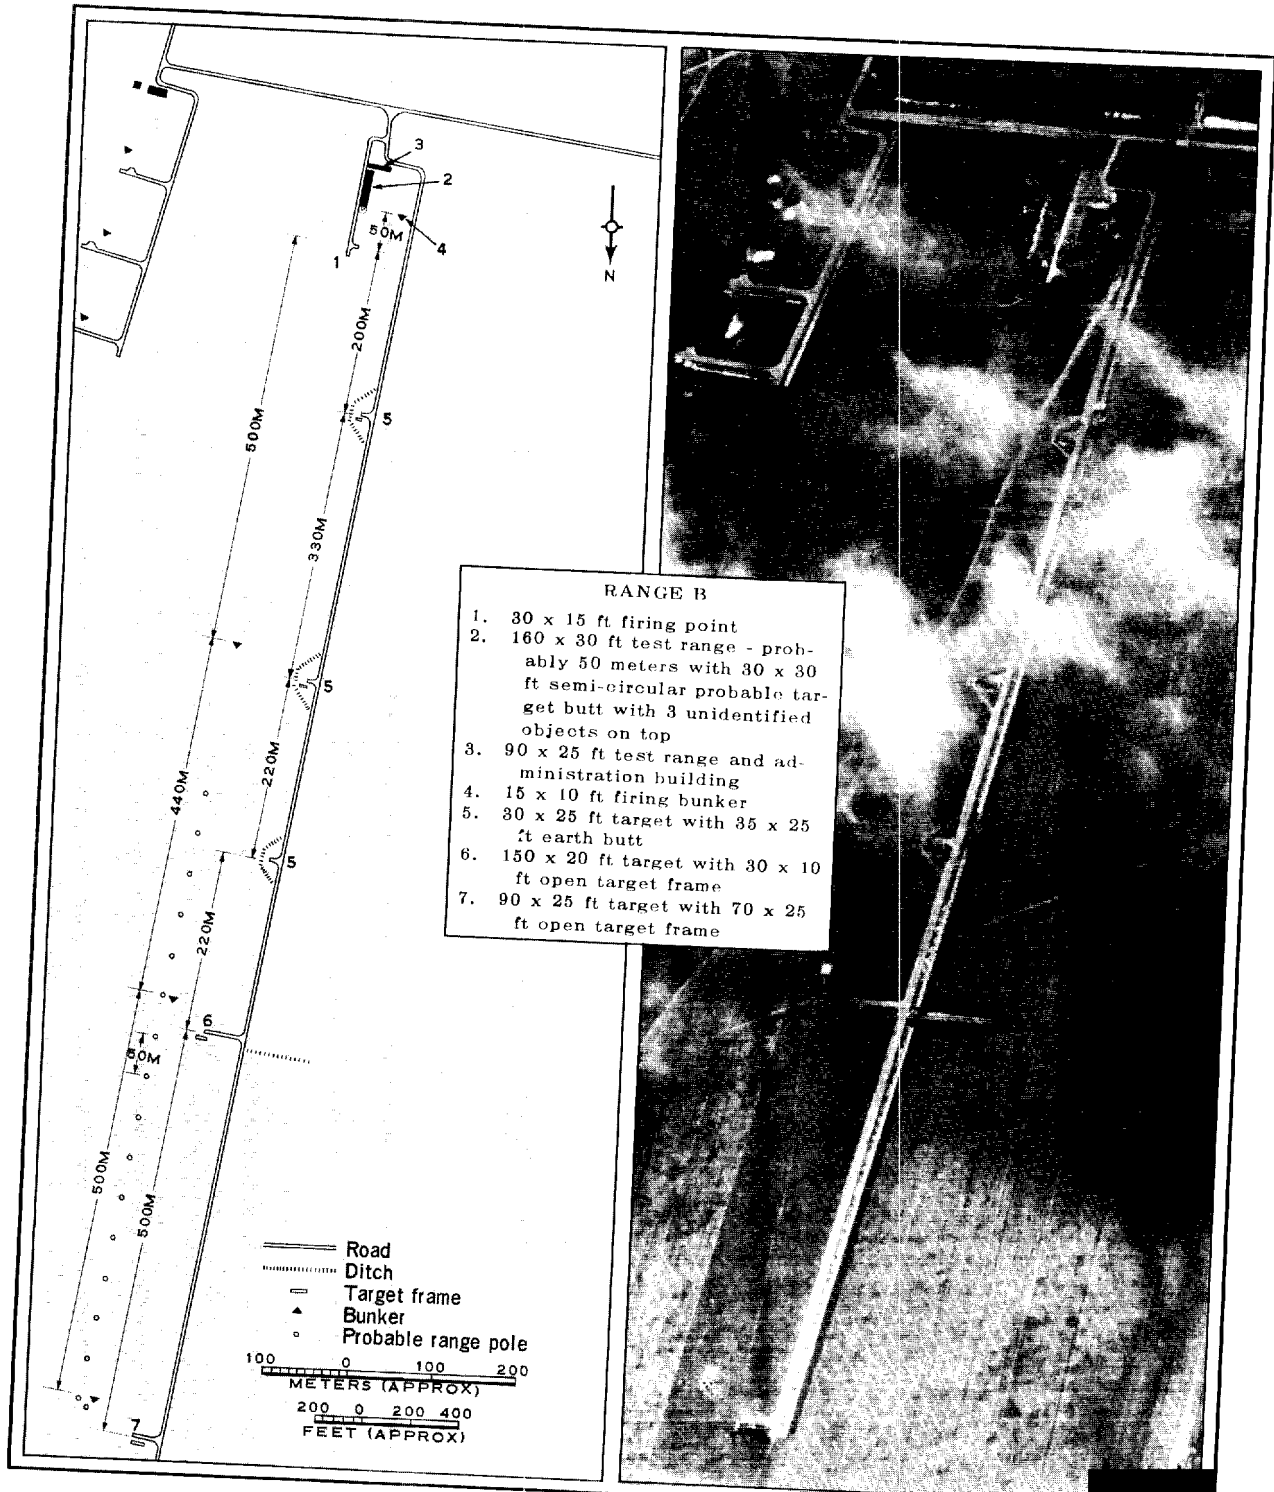 3
2
50M
4
1
N
200M
5
500M
330M
5
RANGE B
1. 30 x 15 ft firing point
2. 160 x 30 ft test range - prob-
ably 50 meters with 30 x 30
ft semi-circular probable tar-
get butt with 3 unidentified
objects on top
3. 90 x 25 ft test range and ad-
ministration building
4. 15 x 10 ft firing bunker
5. 30 x 25 ft target with 35 x 25
ft earth butt
6. 150 x 20 ft target with 30 x 10
ft open target frame
7. 90 x 25 ft target with 70 x 25
ft open target frame
220M
440M
5
220M
6
500M
500M
7
Road
Ditch
Target frame
Bunker
Probable range pole
100 0 100 200
METERS (APPROX)
200 0 200 400
FEET (APPROX)